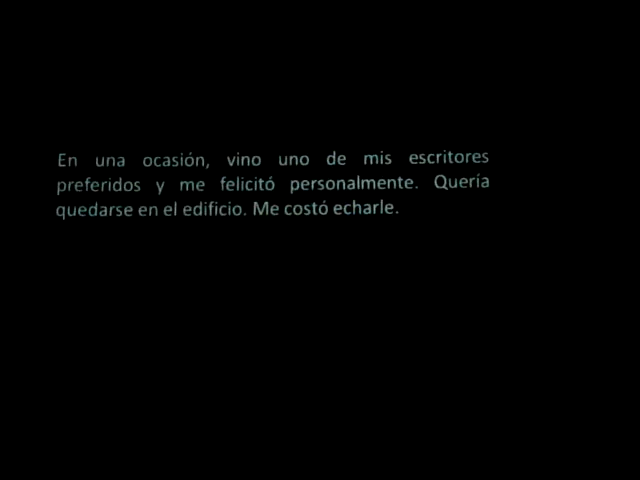 En una ocasión, vino uno de mis escritores
preferidos y me felicitó personalmente. Quería
quedarse en el edificio. Me costó echarle.